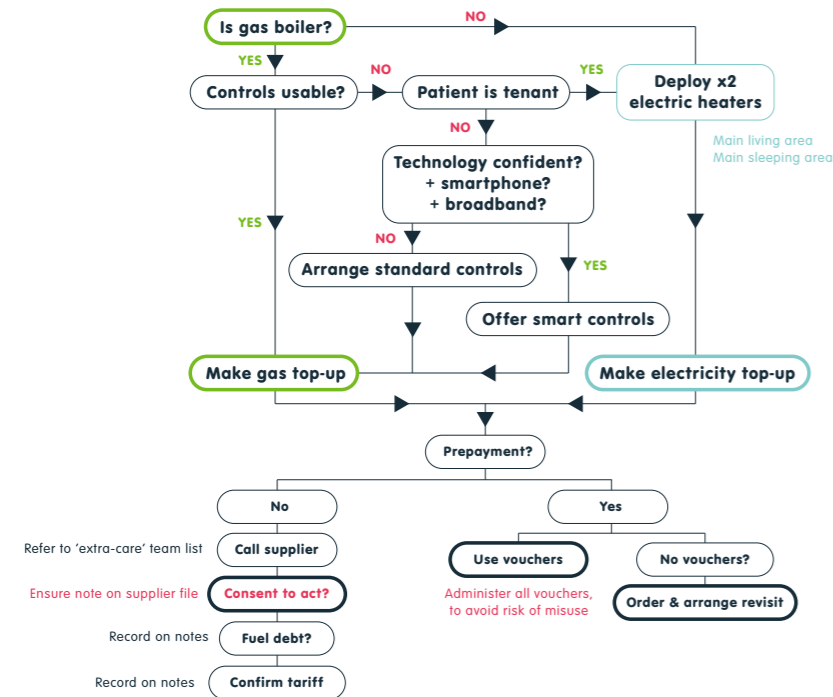 Is gas boiler?
NO
YES
Controls usable?
NO
Patient is tenant
YES
Deploy x2
electric heaters
Main living area
Main sleeping area
NO
Technology confident?
+ smartphone?
+ broadband?
YES
NO
YES
Arrange standard controls
Offer smart controls
Make gas top-up
Make electricity top-up
Prepayment?
No
Yes
Refer to ‘extra-care’ team list
Call supplier
Use vouchers
No vouchers?
Ensure note on supplier file
Consent to act?
Administer all vouchers,
to avoid risk of misuse
Order & arrange revisit
Record on notes
Fuel debt?
Record on notes
Confirm tariff